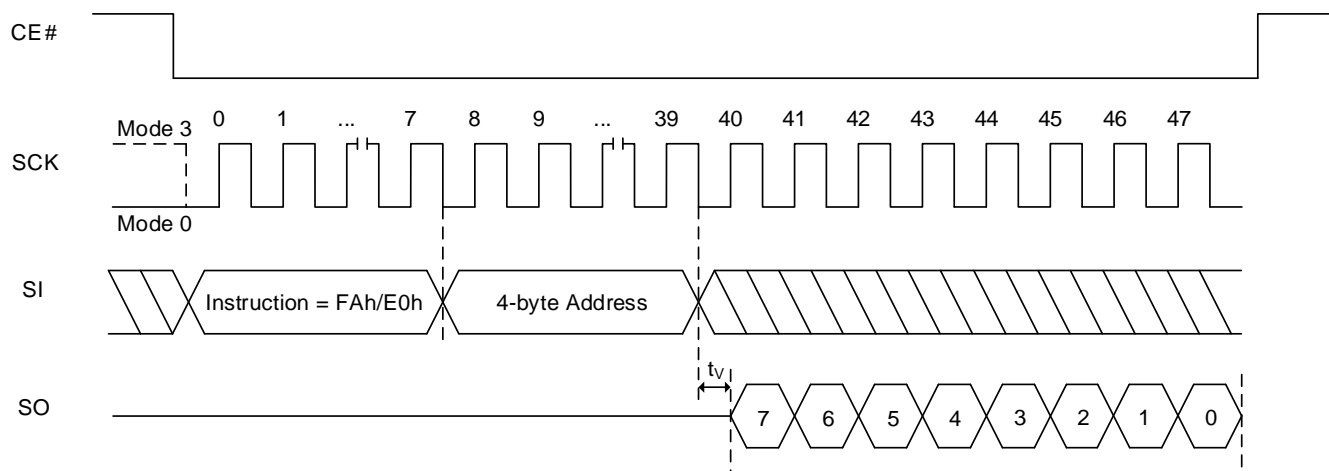 CE#
Mode 3
0 1 ... 7 8 9 ... 39 40 41 42 43 44 45 46 47
SCK
Mode 0
SI
Instruction = FAh/E0h
4-byte Address
tV
SO
7 6 5 4 3 2 1 0